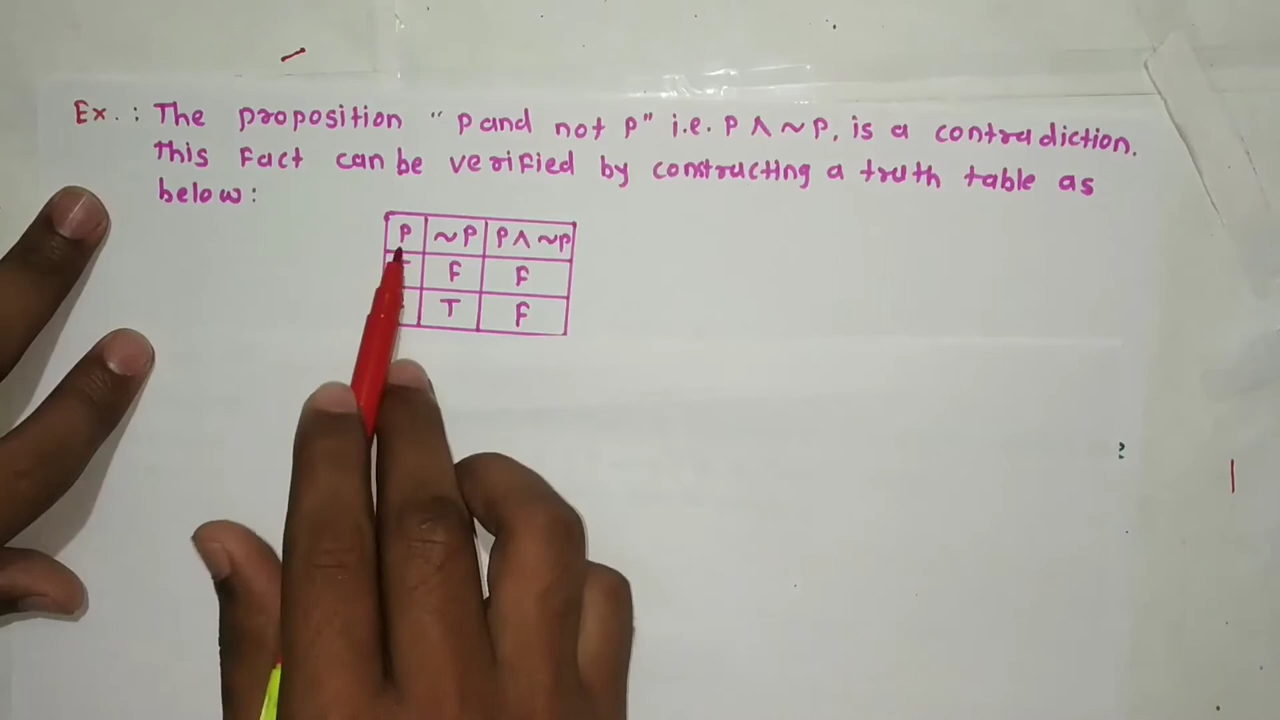 Ex. : The proposition "p and not p" i.e. p ∧ ~p, is a contradiction.
This fact can be verified by constructing a truth table as
below:
P ~P P ∧ ~P
F F
T F
?